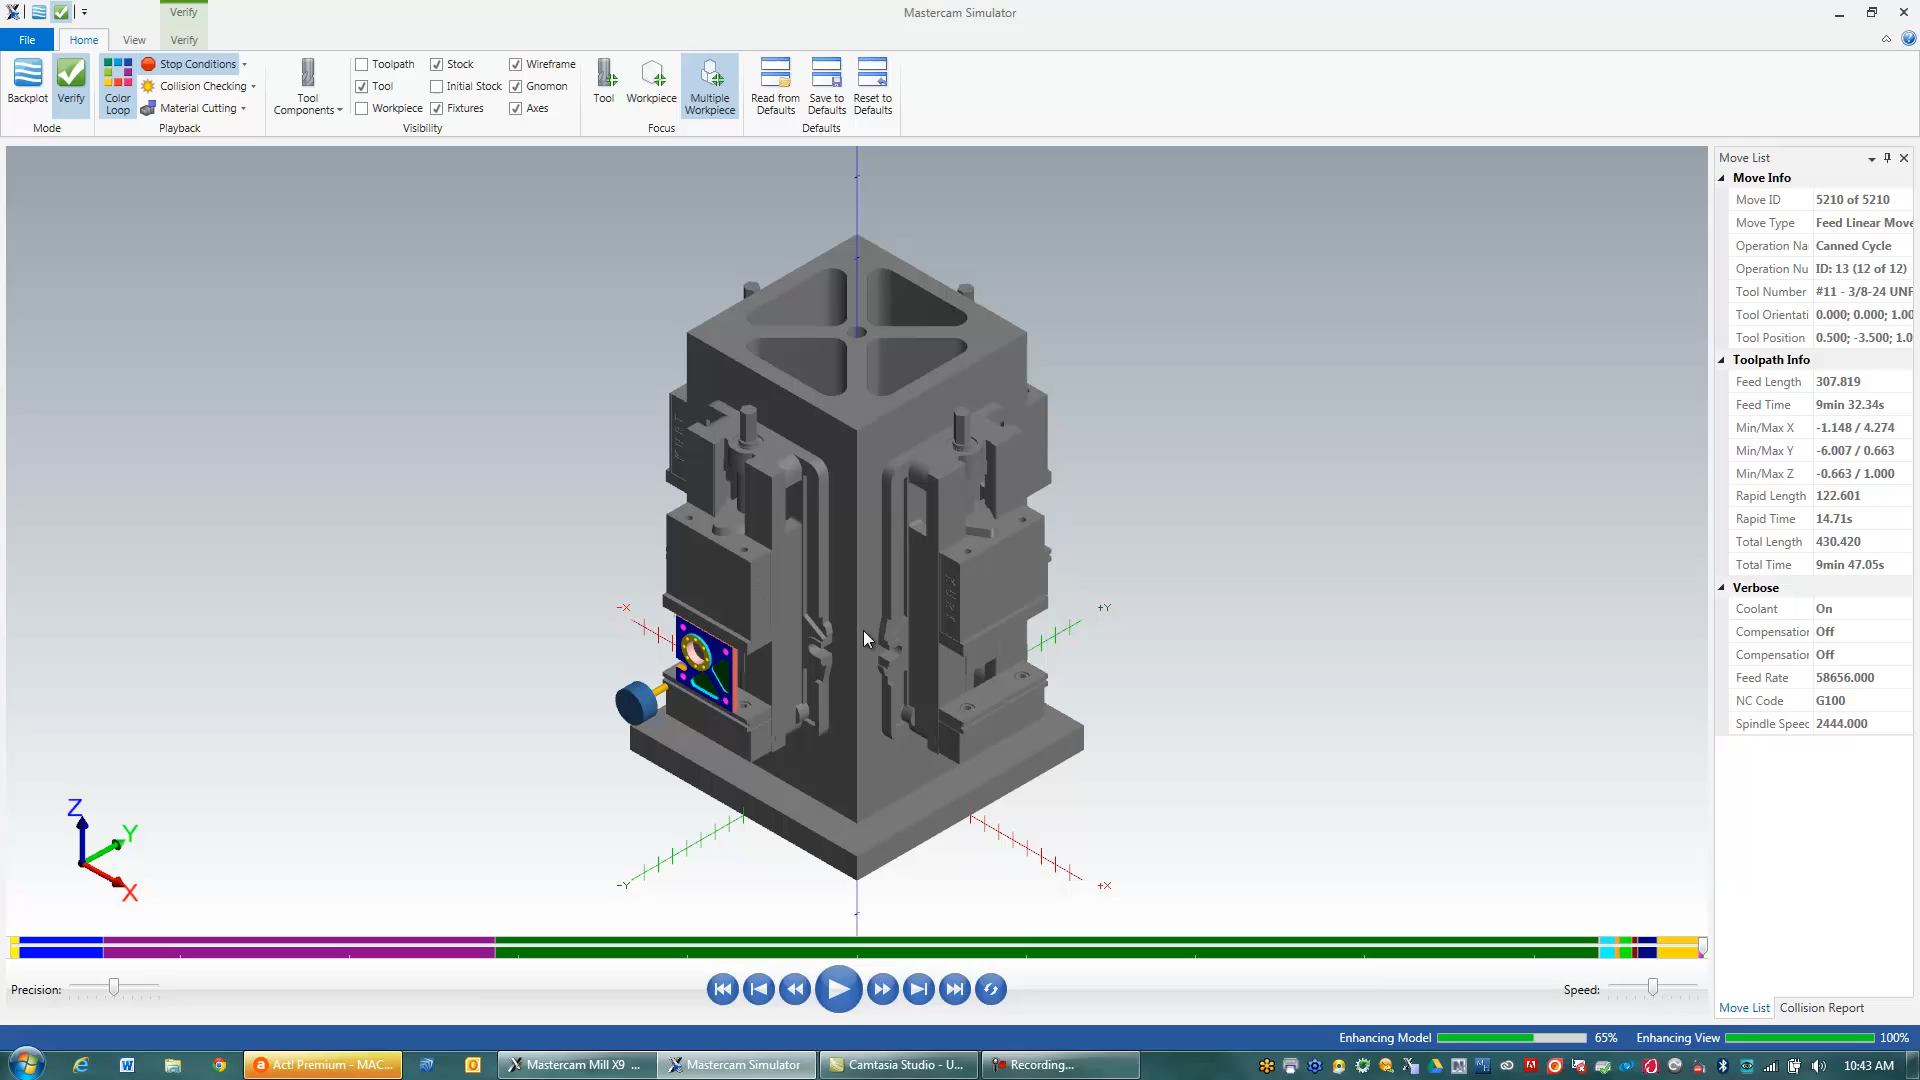 Verify
Mastercam Simulator
File
Home
View
Verify
Backplot
Verify
Mode
Color Loop
Stop Conditions
Collision Checking
Material Cutting
Playback
Tool Components
Toolpath
Tool
Workpiece
Stock
Initial Stock
Fixtures
Wireframe
Gnomon
Axes
Visibility
Tool
Workpiece
Multiple Workpiece
Focus
Read from Defaults
Save to Defaults
Reset to Defaults
Defaults
Move List
Move Info
Move ID 5210 of 5210
Move Type Feed Linear Move
Operation Na Canned Cycle
Operation Nu ID: 13 (12 of 12)
Tool Number #11 - 3/8-24 UNF
Tool Orientati 0.000; 0.000; 1.00
Tool Position 0.500; -3.500; 1.0
Toolpath Info
Feed Length 307.819
Feed Time 9min 32.34s
Min/Max X -1.148 / 4.274
Min/Max Y -6.007 / 0.663
Min/Max Z -0.663 / 1.000
Rapid Length 122.601
Rapid Time 14.71s
Total Length 430.420
Total Time 9min 47.05s
Verbose
Coolant On
Compensation Off
Compensation Off
Feed Rate 58656.000
NC Code G100
Spindle Speed 2444.000
-X
+Y
-Y
+X
Z
Y
X
Precision:
Speed:
Move List
Collision Report
Enhancing Model 65% Enhancing View 100%
Act! Premium - MAC...
Mastercam Mill X9 ...
Mastercam Simulator
Camtasia Studio - U...
Recording...
10:43 AM